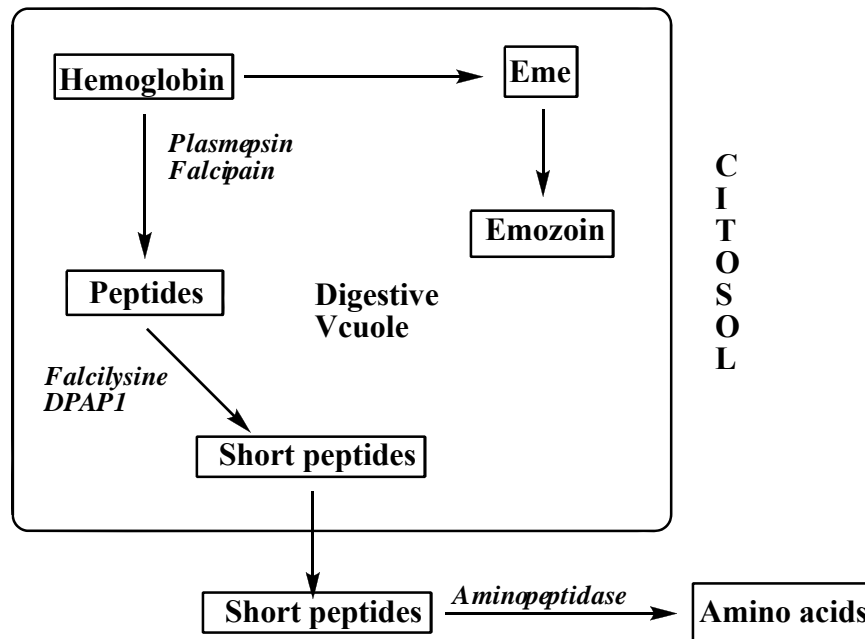 Hemoglobin
Eme
Plasmepsin
Falcipain
Emozoin
Peptides
Digestive
Vcuole
Falcilysine
DPAP1
Short peptides
Short peptides
Aminopeptidase
Amino acids
C
I
T
O
S
O
L